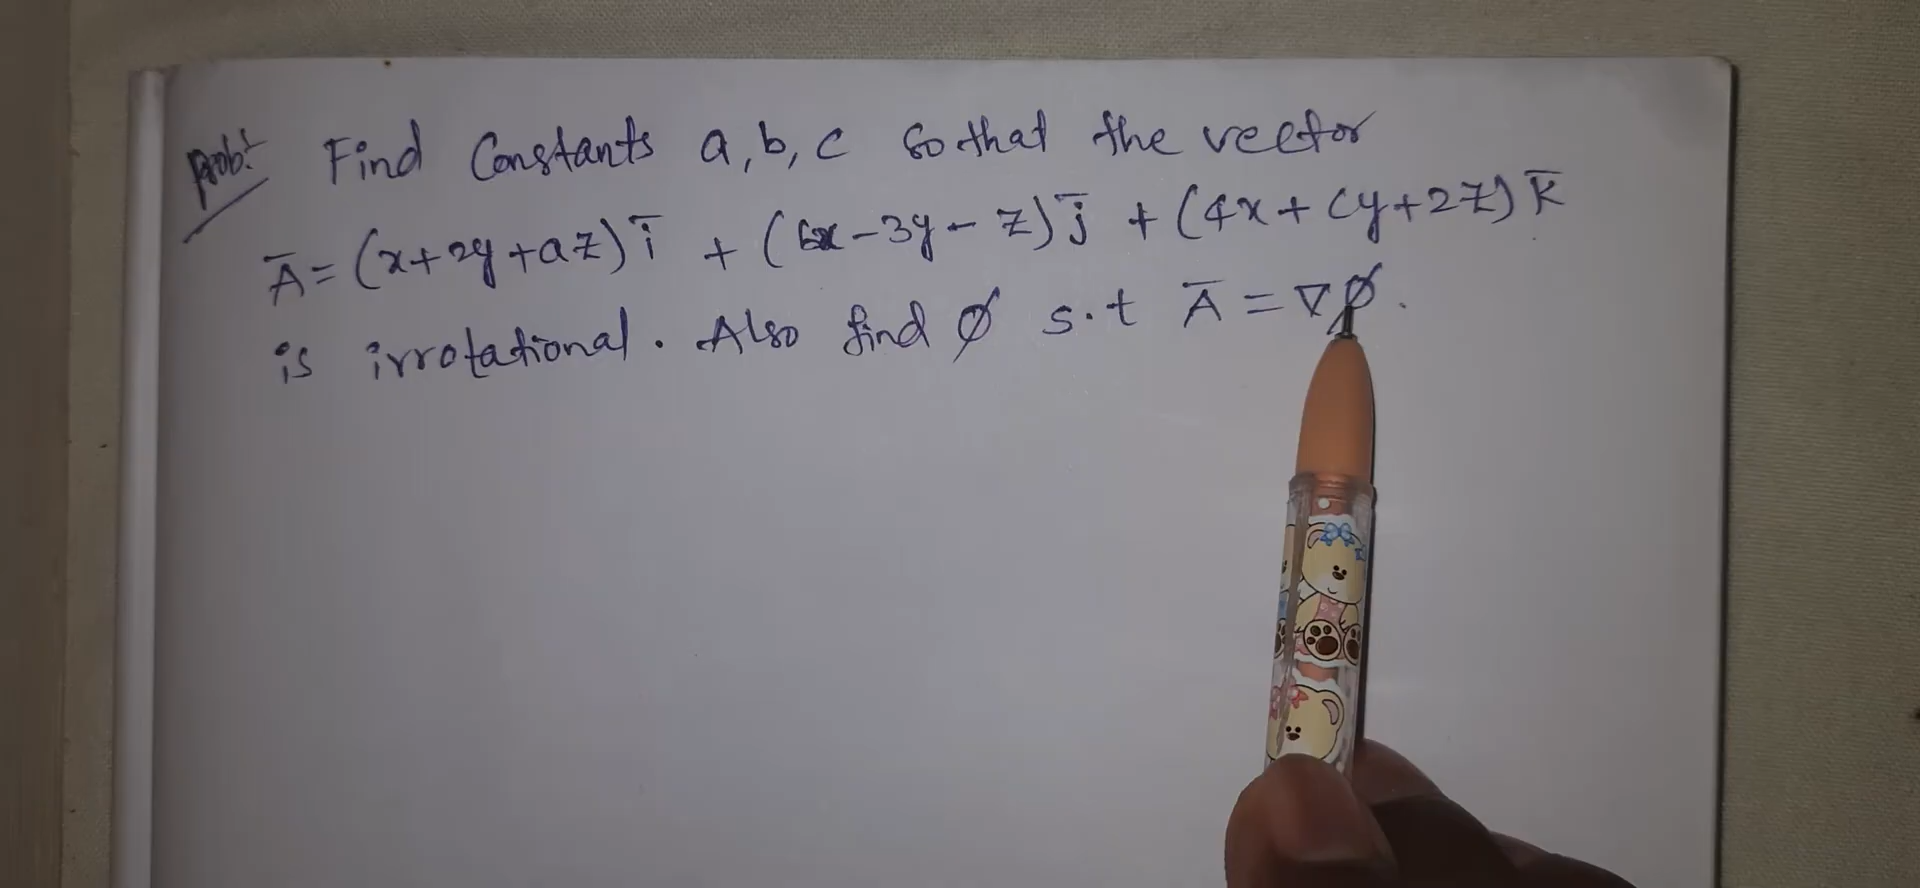 Prob:- Find Constants a, b, c so that the vector
Ā = (x+2y+az) ī + (bx-3y-z) j̄ + (4x+cy+2z) k̄
is irrotational. Also find ∅ s.t Ā = ∇∅.